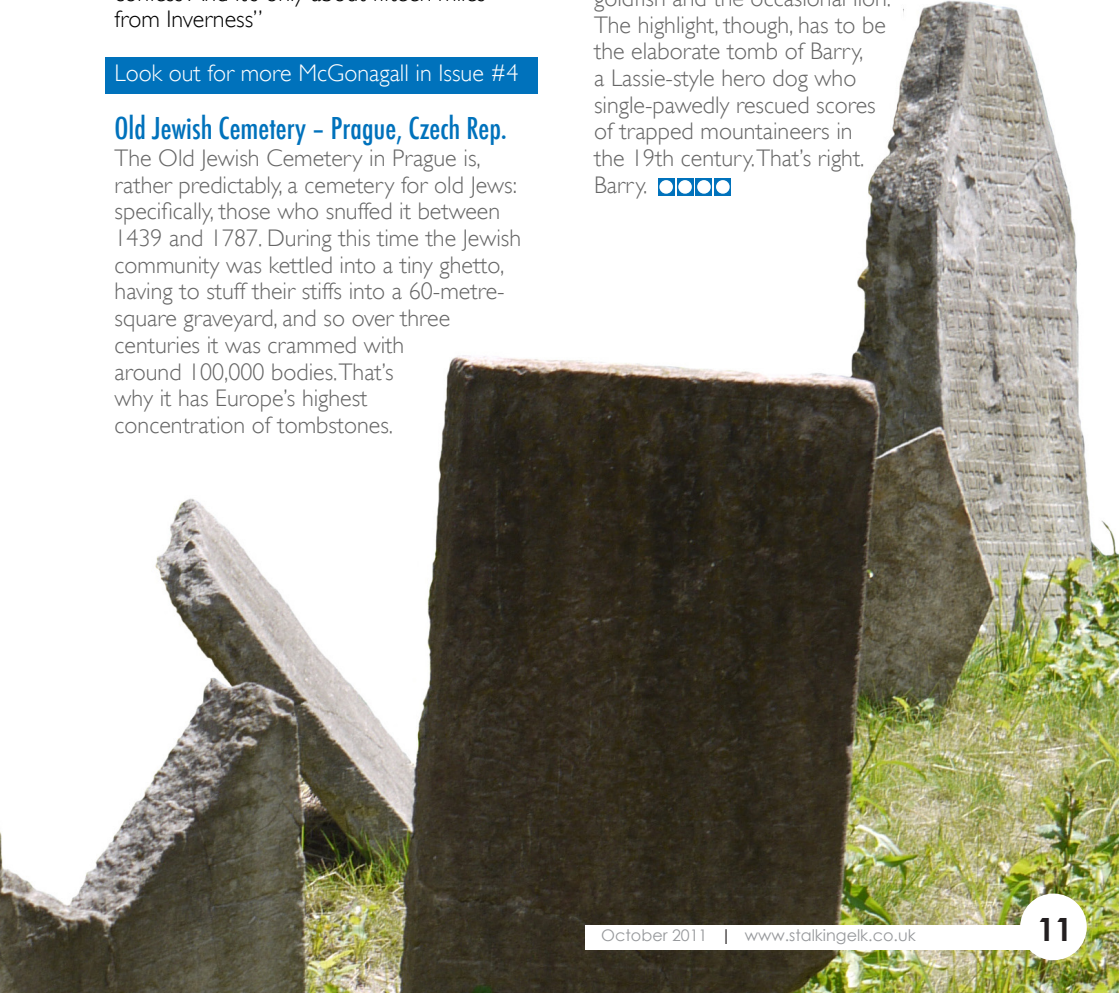 from Inverness”
Look out for more McGonagall in Issue #4
Old Jewish Cemetery – Prague, Czech Rep.
The Old Jewish Cemetery in Prague is,
rather predictably, a cemetery for old Jews:
specifically, those who snuffed it between
1439 and 1787. During this time the Jewish
community was kettled into a tiny ghetto,
having to stuff their stiffs into a 60-metre-
square graveyard, and so over three
centuries it was crammed with
around 100,000 bodies. That’s
why it has Europe’s highest
concentration of tombstones.
goldfish and the occasional lion.
The highlight, though, has to be
the elaborate tomb of Barry,
a Lassie-style hero dog who
single-pawedly rescued scores
of trapped mountaineers in
the 19th century. That’s right.
Barry.
October 2011 | www.stalkingelk.co.uk
11